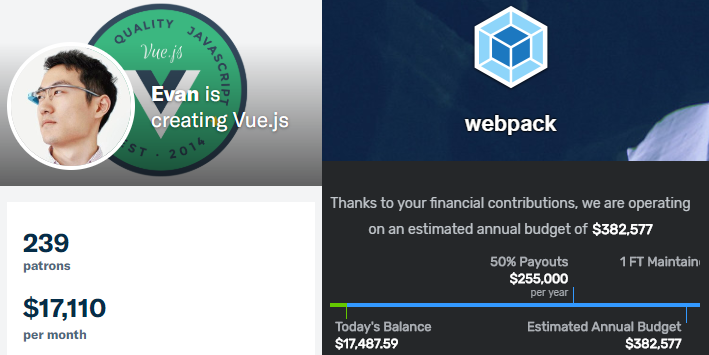 QUALITY JAVASCRIPT
Vue.js
Evan is
creating Vue.js
EST · 2014
239
patrons
$17,110
per month
webpack
Thanks to your financial contributions, we are operating
on an estimated annual budget of $382,577
50% Payouts
$255,000
per year
1 FT Maintain
Today's Balance
$17,487.59
Estimated Annual Budget
$382,577